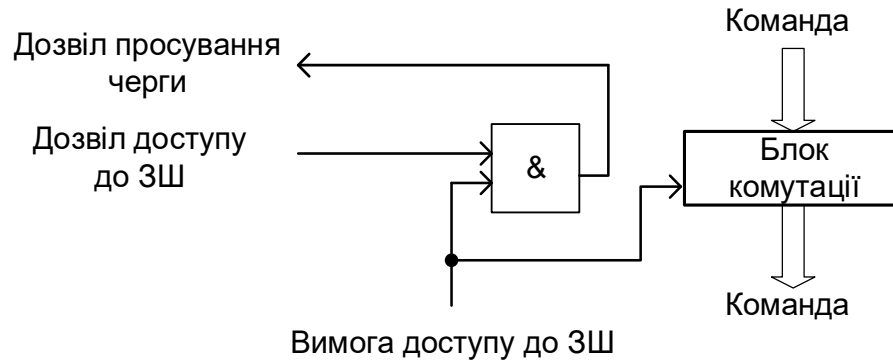 Команда
Дозвіл просування
черги
Дозвіл доступу
до ЗШ
&
Блок
комутації
Команда
Вимога доступу до ЗШ